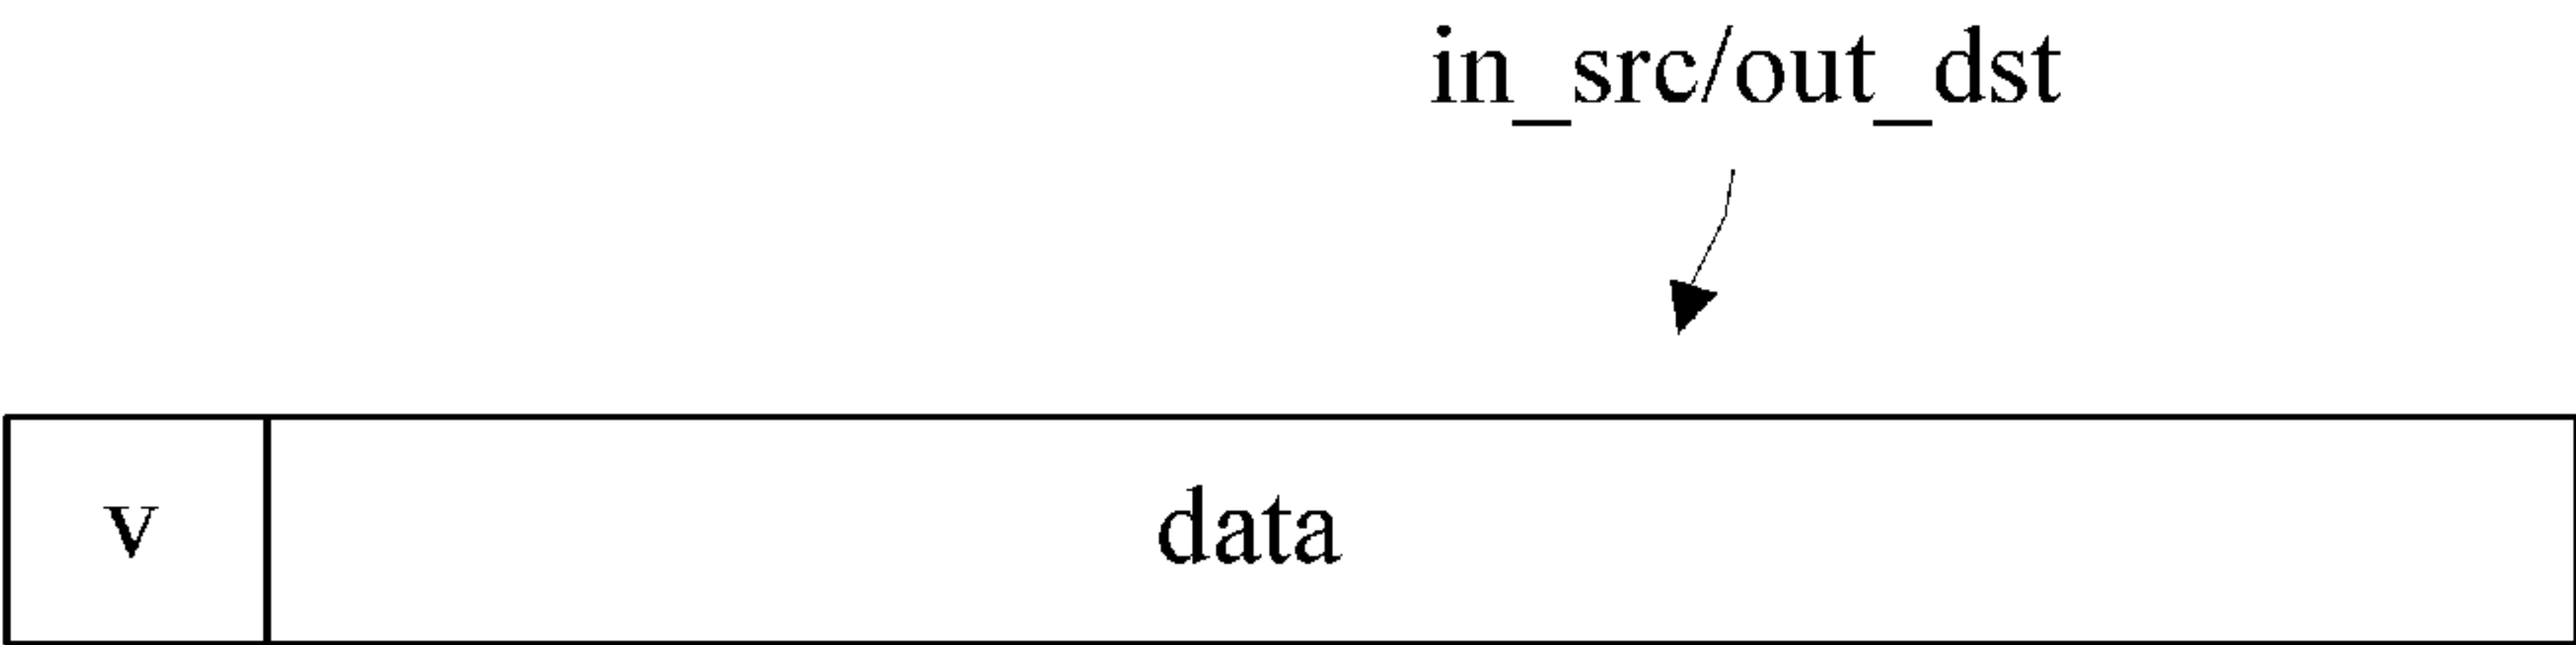 in_src/out_dst
v
data